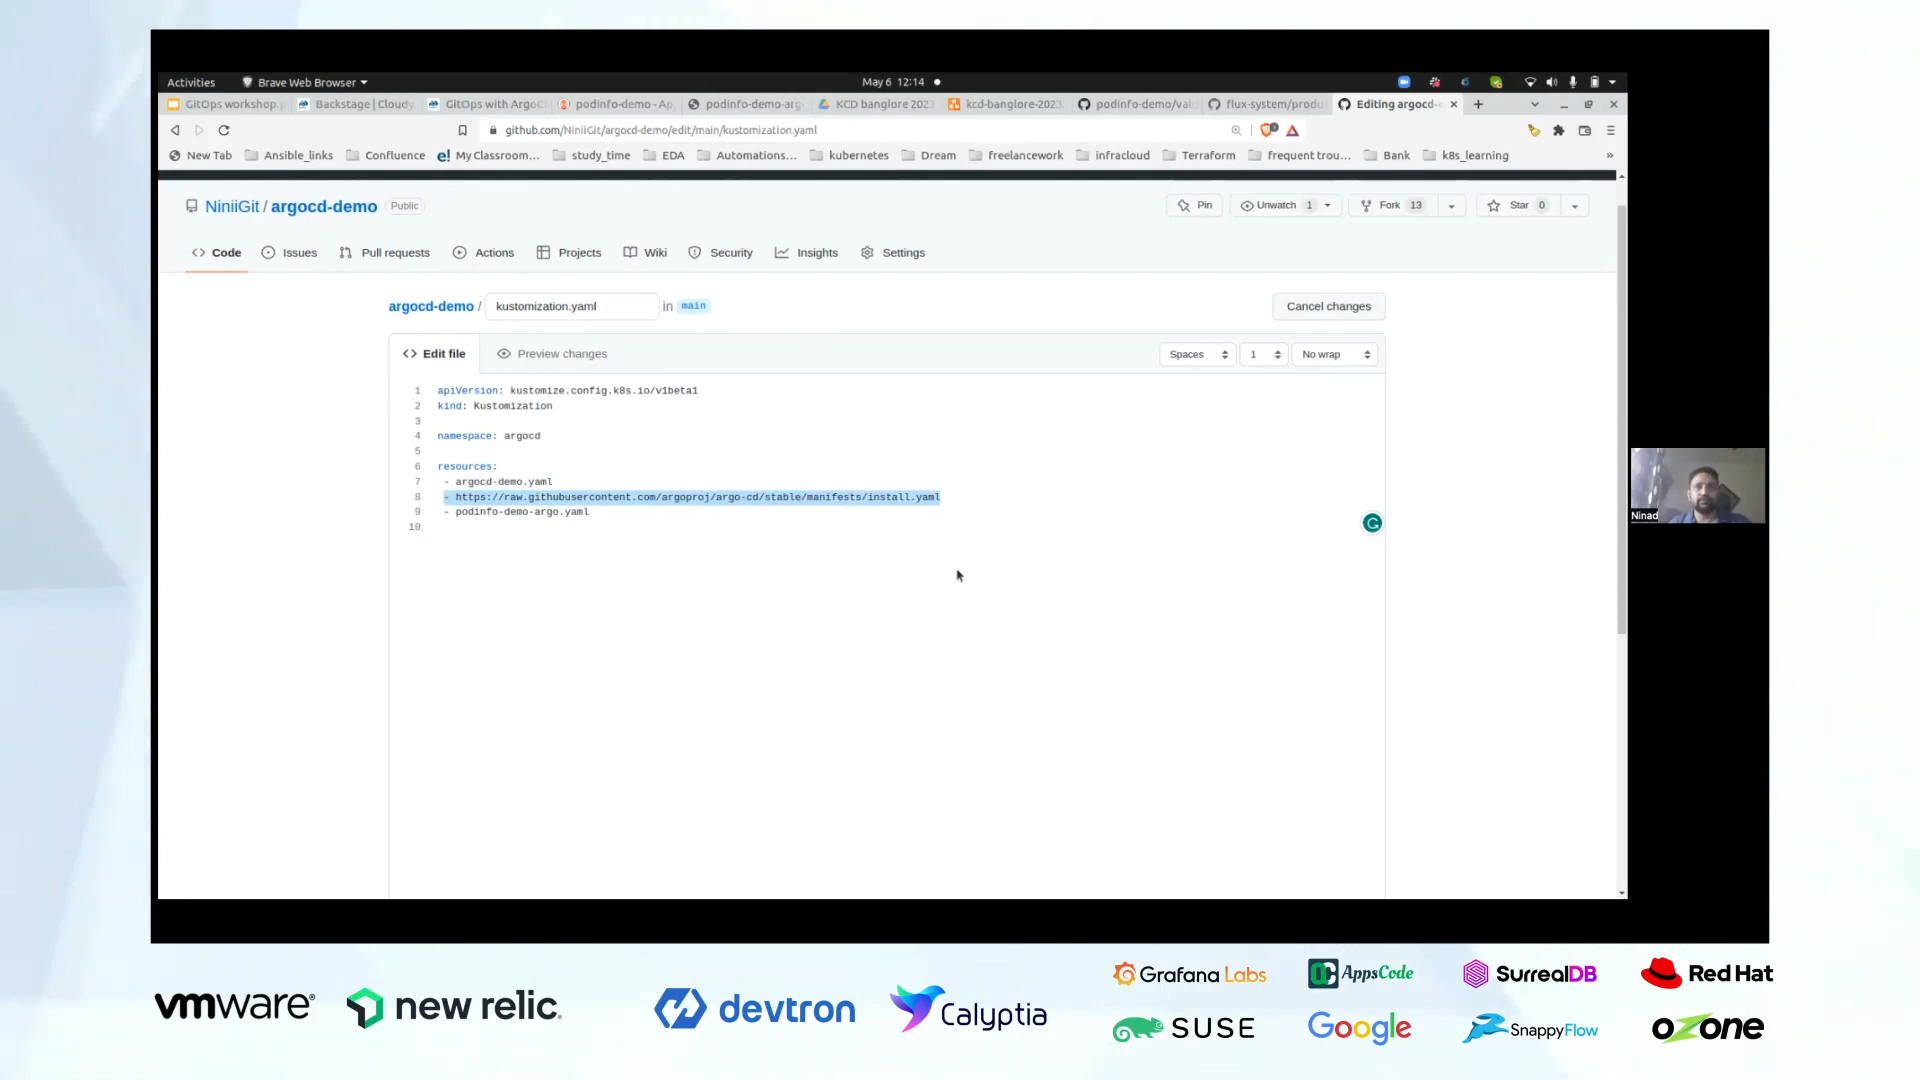 Activities
Brave Web Browser
May 6 12:14
GitOps workshop.p
Backstage | Cloudy
GitOps with ArgoC
podinfo-demo - Ap
podinfo-demo-arg
KCD banglore 2023
kcd-banglore-2023.
podinfo-demo/val
flux-system/produ
Editing argocd-
github.com/NiniiGit/argocd-demo/edit/main/kustomization.yaml
New Tab
Ansible_links
Confluence
My Classroom...
study_time
EDA
Automations...
kubernetes
Dream
freelancework
infracloud
Terraform
frequent trou...
Bank
k8s_learning
NiniiGit / argocd-demo Public
Pin
Unwatch 1
Fork 13
Star 0
Code
Issues
Pull requests
Actions
Projects
Wiki
Security
Insights
Settings
argocd-demo / kustomization.yaml in main
Cancel changes
<> Edit file
Preview changes
Spaces
1
No wrap
1 apiVersion: kustomize.config.k8s.io/v1beta1
2 kind: Kustomization
3
4 namespace: argocd
5
6 resources:
7 - argocd-demo.yaml
8 - https://raw.githubusercontent.com/argoproj/argo-cd/stable/manifests/install.yaml
9 - podinfo-demo-argo.yaml
10
Ninad
vmware
new relic.
devtron
Calyptia
Grafana Labs
AppsCode
SurrealDB
Red Hat
SUSE
Google
SnappyFlow
ozone